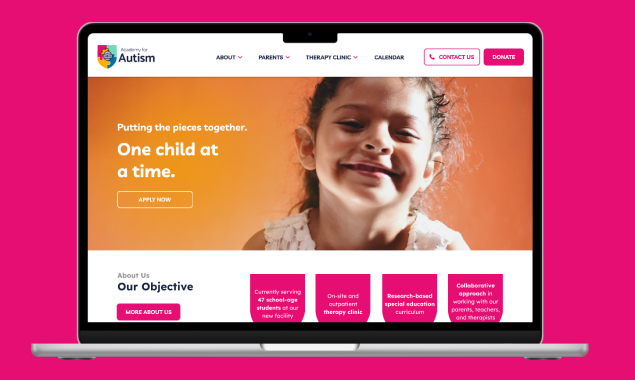 Academy for
Autism
ABOUT
PARENTS
THERAPY CLINIC
CALENDAR
CONTACT US
DONATE
Putting the pieces together.
One child at
a time.
APPLY NOW
About Us
Our Objective
MORE ABOUT US
Currently serving
47 school-age
students at our
new facility
On-site and
outpatient
therapy clinic
Research-based
special education
curriculum
Collaborative
approach in
working with our
parents, teachers,
and therapists